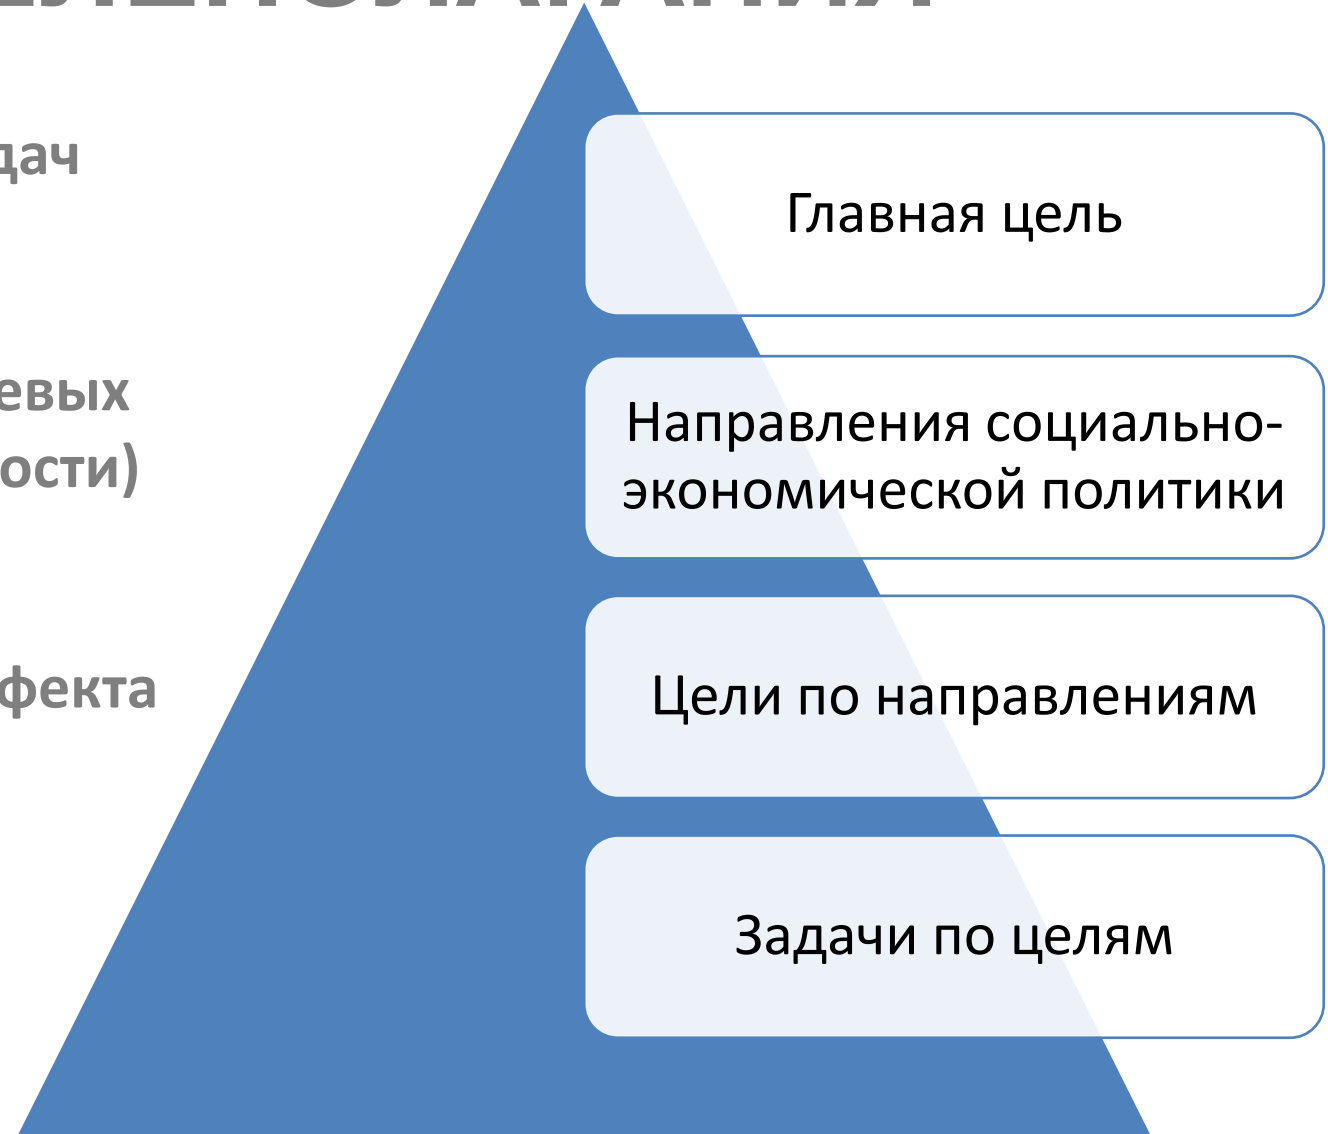 дач
Главная цель
евых
ости)
Направления социально-
экономической политики
фекта
Цели по направлениям
Задачи по целям